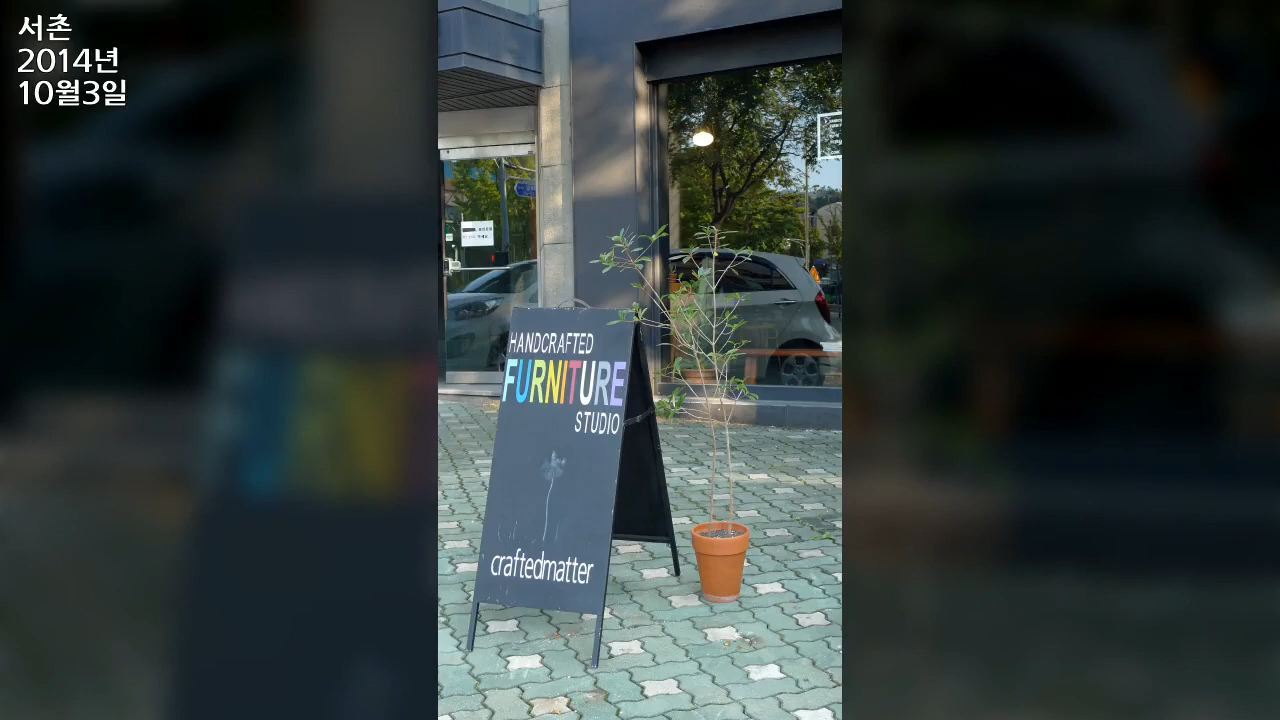 서촌
2014년
10월3일
HANDCRAFTED
FURNITURE
STUDIO
craftedmatter